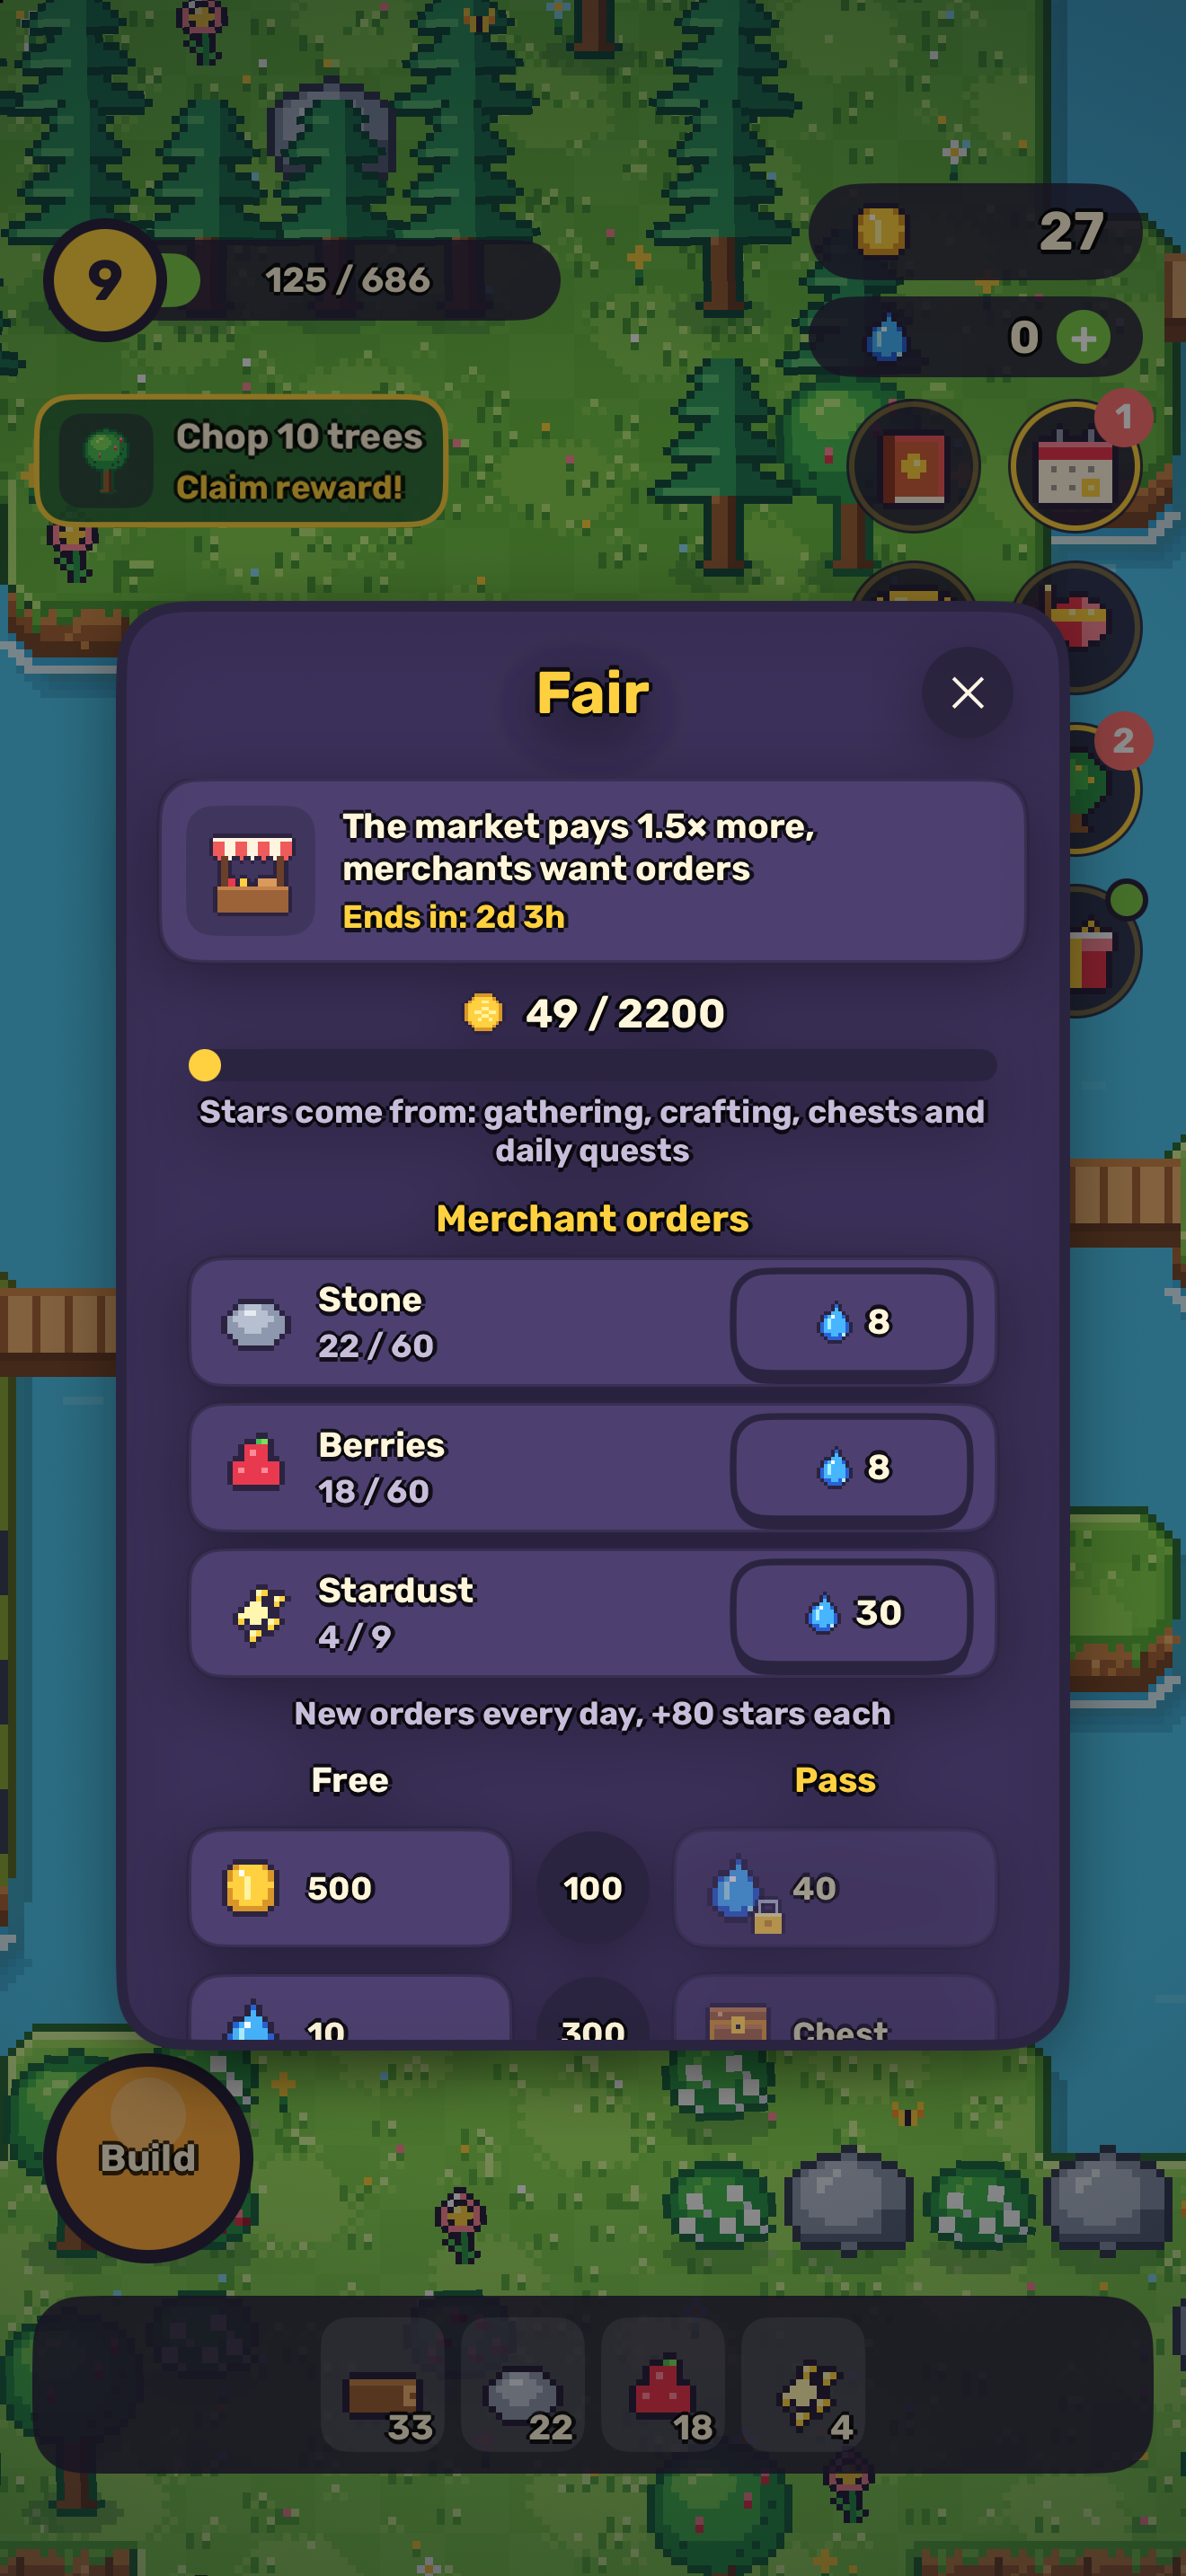 9
125 / 686
27
0 +
Chop 10 trees
Claim reward!
1
2
Fair
The market pays 1.5× more,
merchants want orders
Ends in: 2d 3h
49 / 2200
Stars come from: gathering, crafting, chests and
daily quests
Merchant orders
Stone
22 / 60
8
Berries
18 / 60
8
Stardust
4 / 9
30
New orders every day, +80 stars each
Free
Pass
500
100
40
10
300
Chest
Build
33
22
18
4